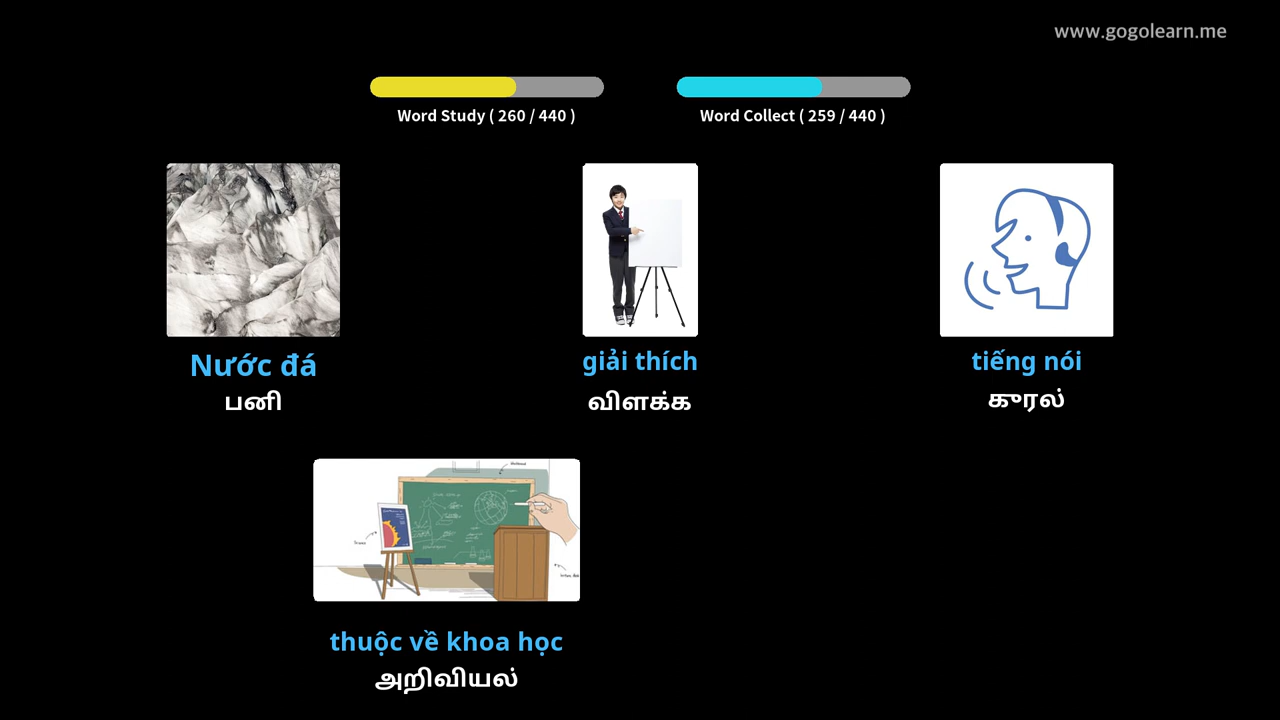 www.gogolearn.me
Word Study ( 260 / 440 )
Word Collect ( 259 / 440 )
Nước đá
பனி
giải thích
விளக்க
tiếng nói
குரல்
thuộc về khoa học
அறிவியல்